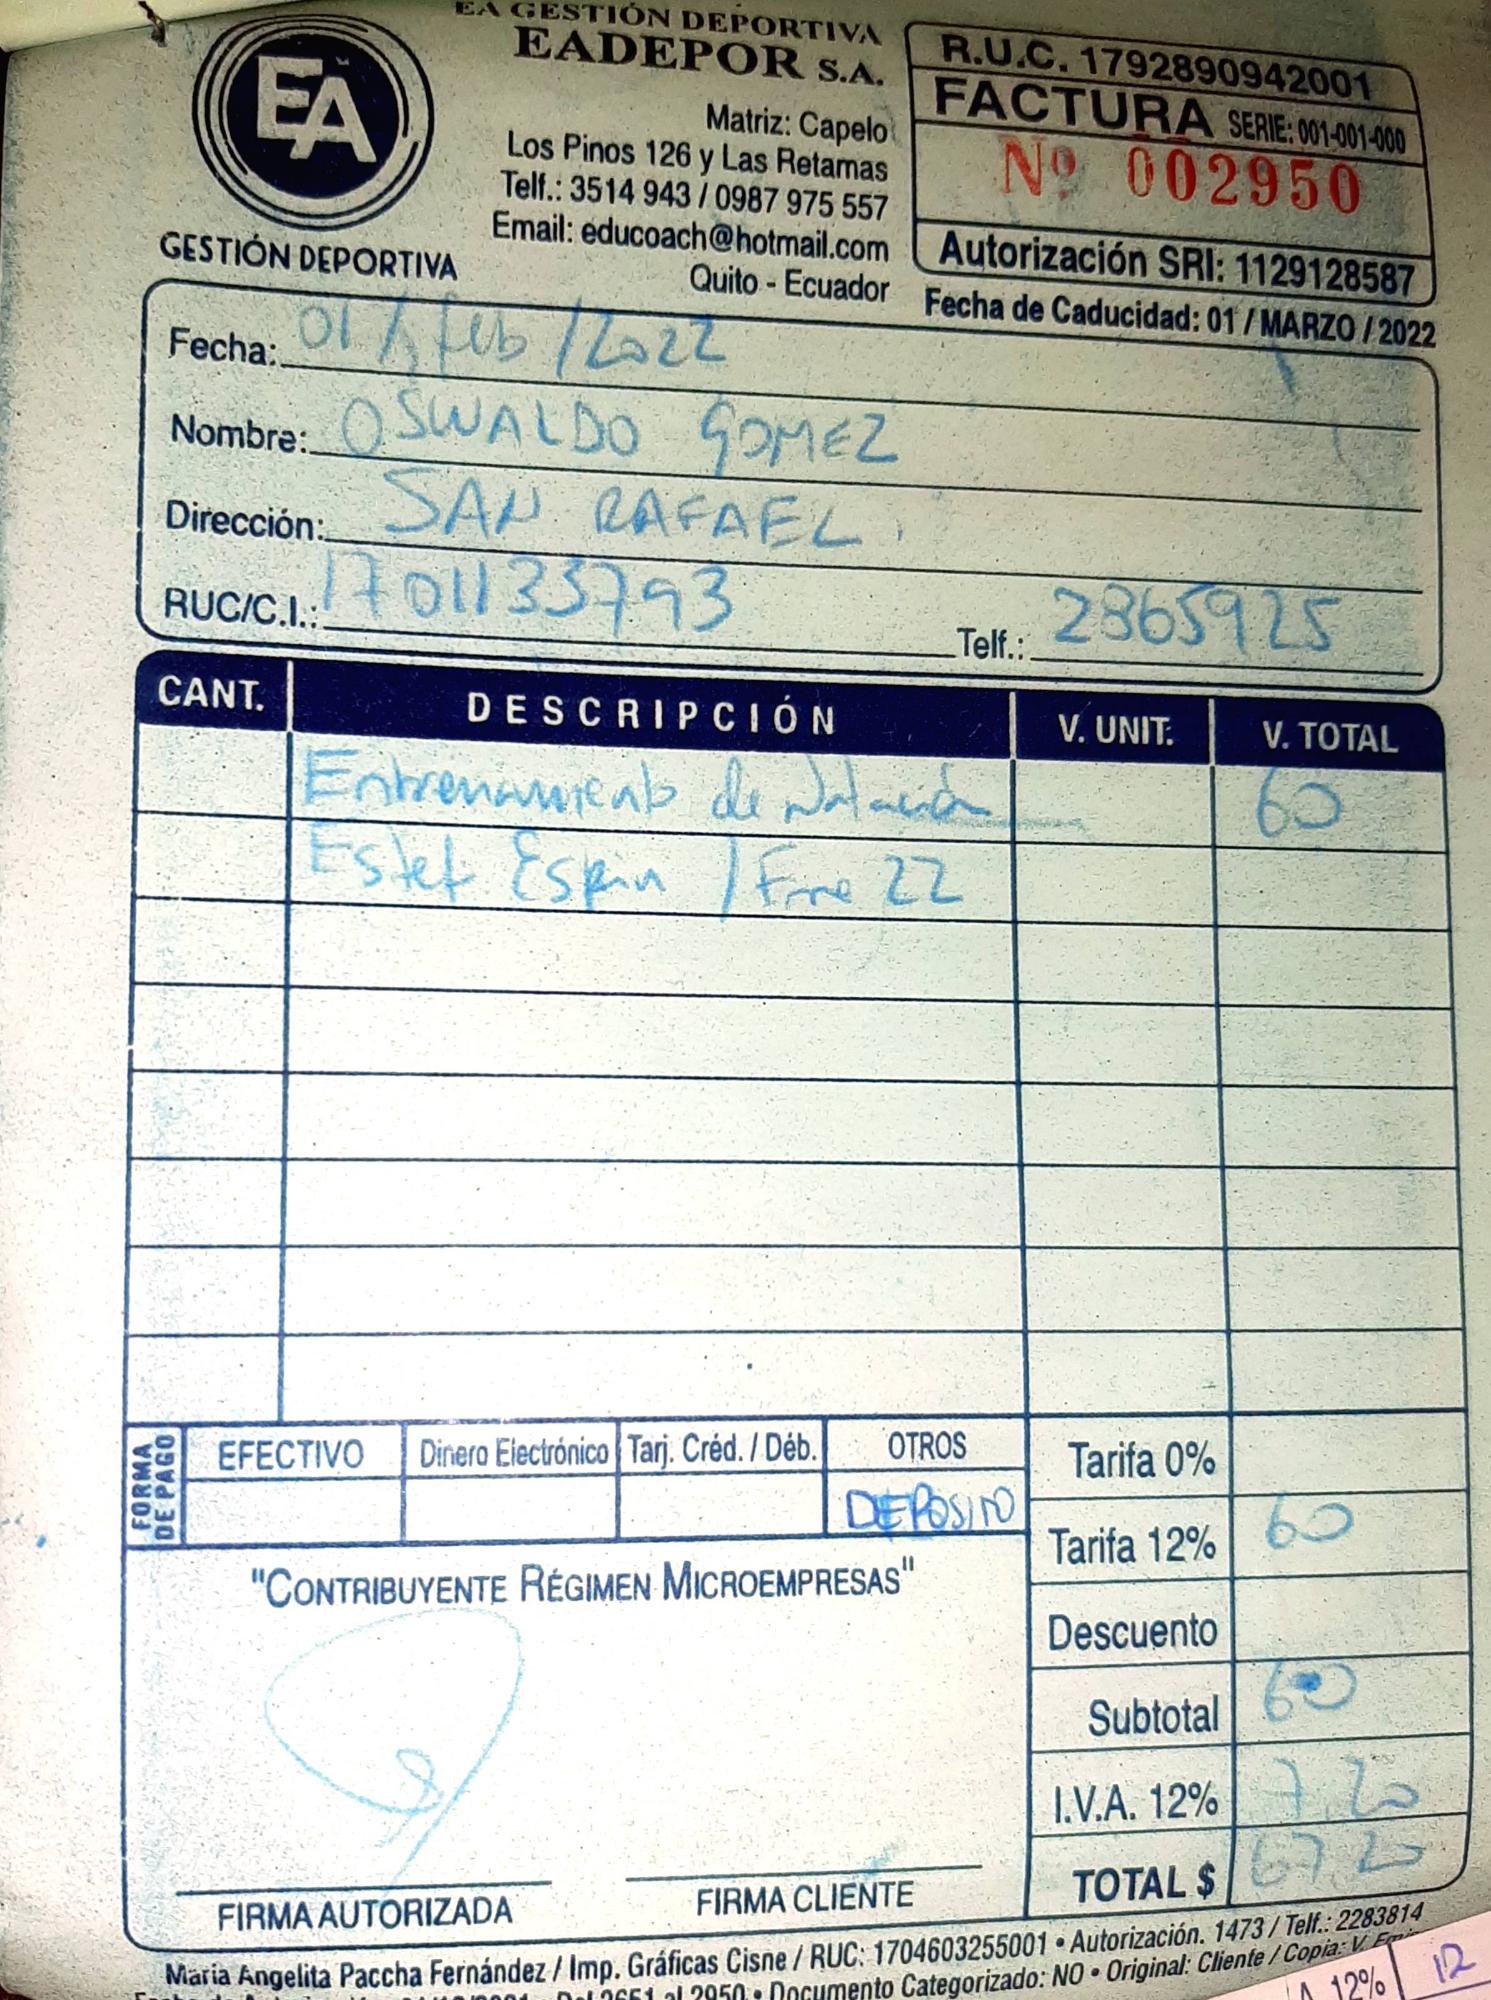 EA GESTIÓN DEPORTIVA
EADEPOR S.A.
EA
GESTIÓN DEPORTIVA
Matriz: Capelo
Los Pinos 126 y Las Retamas
Telf.: 3514 943 / 0987 975 557
Email: educoach@hotmail.com
Quito - Ecuador
R.U.C. 1792890942001
FACTURA SERIE: 001-001-000
Nº 002950
Autorización SRI: 1129128587
Fecha de Caducidad: 01 / MARZO / 2022
Fecha: 01 / feb / 2022
Nombre: OSWALDO GOMEZ
Dirección: SAN RAFAEL.
RUC/C.I.: 1701133793 Telf.: 2865925
CANT. DESCRIPCIÓN V. UNIT. V. TOTAL
Entrenamiento de Natación 60
Estef Espin / Ene 22
FORMA DE PAGO
EFECTIVO Dinero Electrónico Tarj. Créd. / Déb. OTROS
DEPOSITO
Tarifa 0%
Tarifa 12% 60
"CONTRIBUYENTE RÉGIMEN MICROEMPRESAS"
Descuento
Subtotal 60
I.V.A. 12% 7.20
TOTAL $ 67 20
FIRMA AUTORIZADA FIRMA CLIENTE
María Angelita Paccha Fernández / Imp. Gráficas Cisne / RUC: 1704603255001 • Autorización. 1473 / Telf.: 2283814
Del 2651 al 2950 • Documento Categorizado: NO • Original: Cliente / Copia: V.
12% 12